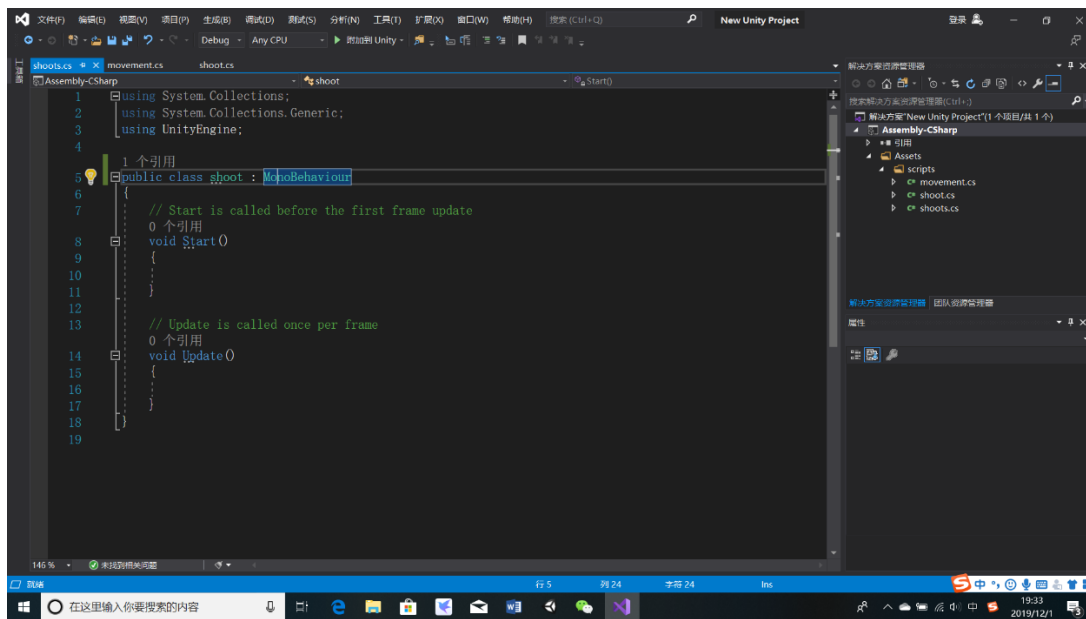 文件(F) 编辑(E) 视图(V) 项目(P) 生成(B) 调试(D) 测试(S) 分析(N) 工具(T) 扩展(X) 窗口(W) 帮助(H) 搜索 (Ctrl+Q) New Unity Project 登录
Debug Any CPU 附加到 Unity
shoots.cs movement.cs shoot.cs 解决方案资源管理器
Assembly-CSharp shoot Start()
搜索解决方案资源管理器(Ctrl+;)
解决方案"New Unity Project"(1 个项目/共 1 个)
Assembly-CSharp
引用
Assets
scripts
movement.cs
shoot.cs
shoots.cs
解决方案资源管理器 团队资源管理器
属性
1 using System.Collections;
2 using System.Collections.Generic;
3 using UnityEngine;
4
1 个引用
5 public class shoot : MonoBehaviour
6 {
7 // Start is called before the first frame update
0 个引用
8 void Start()
9 {
10
11 }
12
13 // Update is called once per frame
0 个引用
14 void Update()
15 {
16
17 }
18 }
19
146 % 未找到相关问题
就绪 行 5 列 24 字符 24 Ins 中
在这里输入你要搜索的内容 中 19:33
2019/12/1